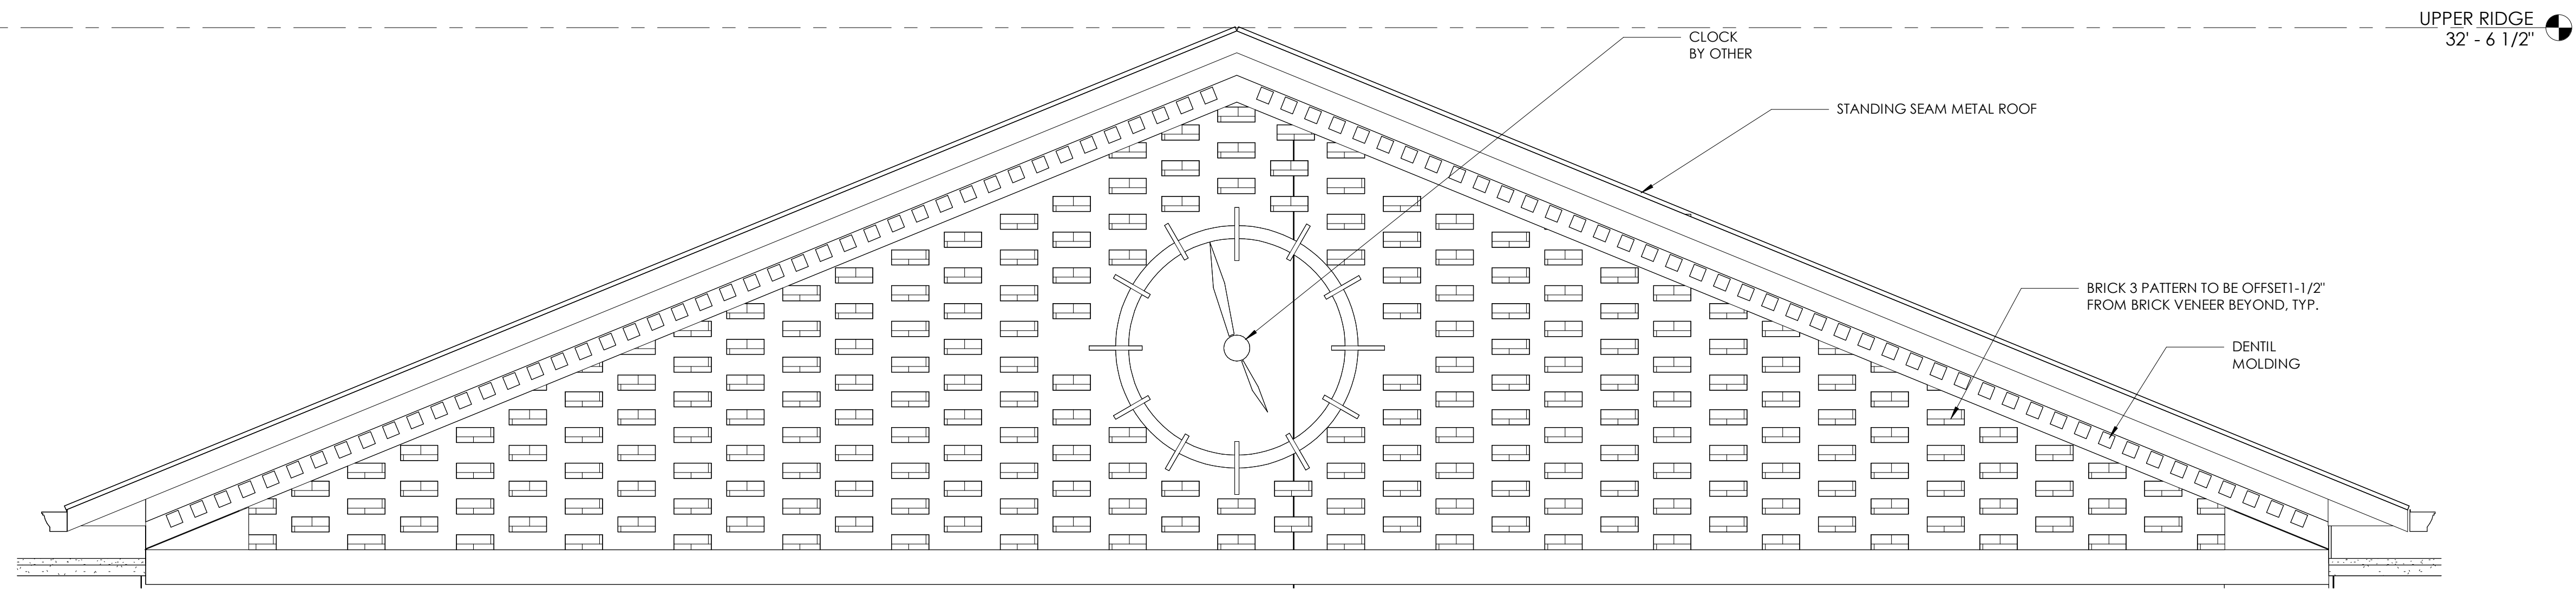 UPPER RIDGE
32' - 6 1/2"
CLOCK
BY OTHER
STANDING SEAM METAL ROOF
BRICK 3 PATTERN TO BE OFFSET1-1/2"
FROM BRICK VENEER BEYOND, TYP.
DENTIL
MOLDING